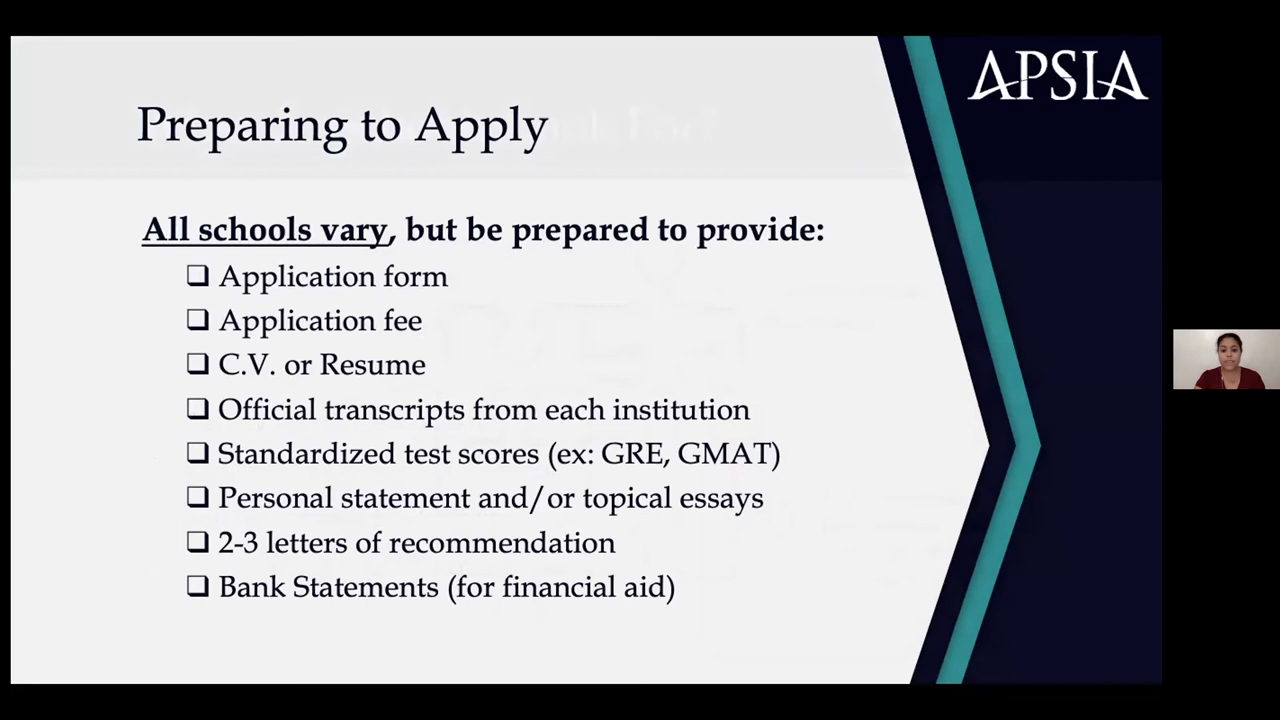 APSIA
Preparing to Apply
All schools vary, but be prepared to provide:
❑ Application form
❑ Application fee
❑ C.V. or Resume
❑ Official transcripts from each institution
❑ Standardized test scores (ex: GRE, GMAT)
❑ Personal statement and/or topical essays
❑ 2-3 letters of recommendation
❑ Bank Statements (for financial aid)